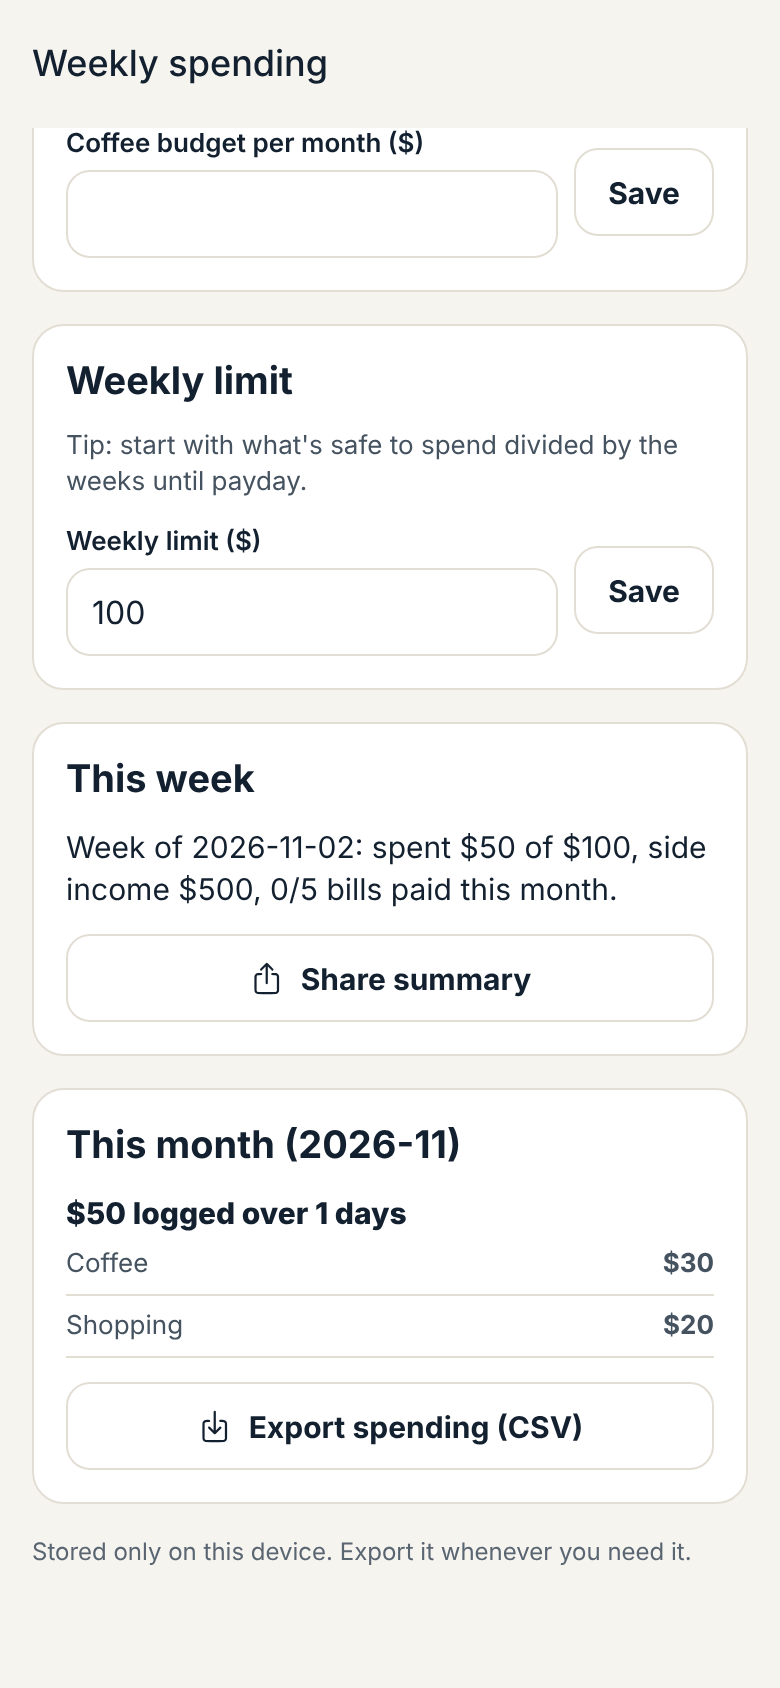 Weekly spending
Coffee budget per month ($)
Save
Weekly limit
Tip: start with what's safe to spend divided by the
weeks until payday.
Weekly limit ($)
100
Save
This week
Week of 2026-11-02: spent $50 of $100, side
income $500, 0/5 bills paid this month.
Share summary
This month (2026-11)
$50 logged over 1 days
Coffee $30
Shopping $20
Export spending (CSV)
Stored only on this device. Export it whenever you need it.